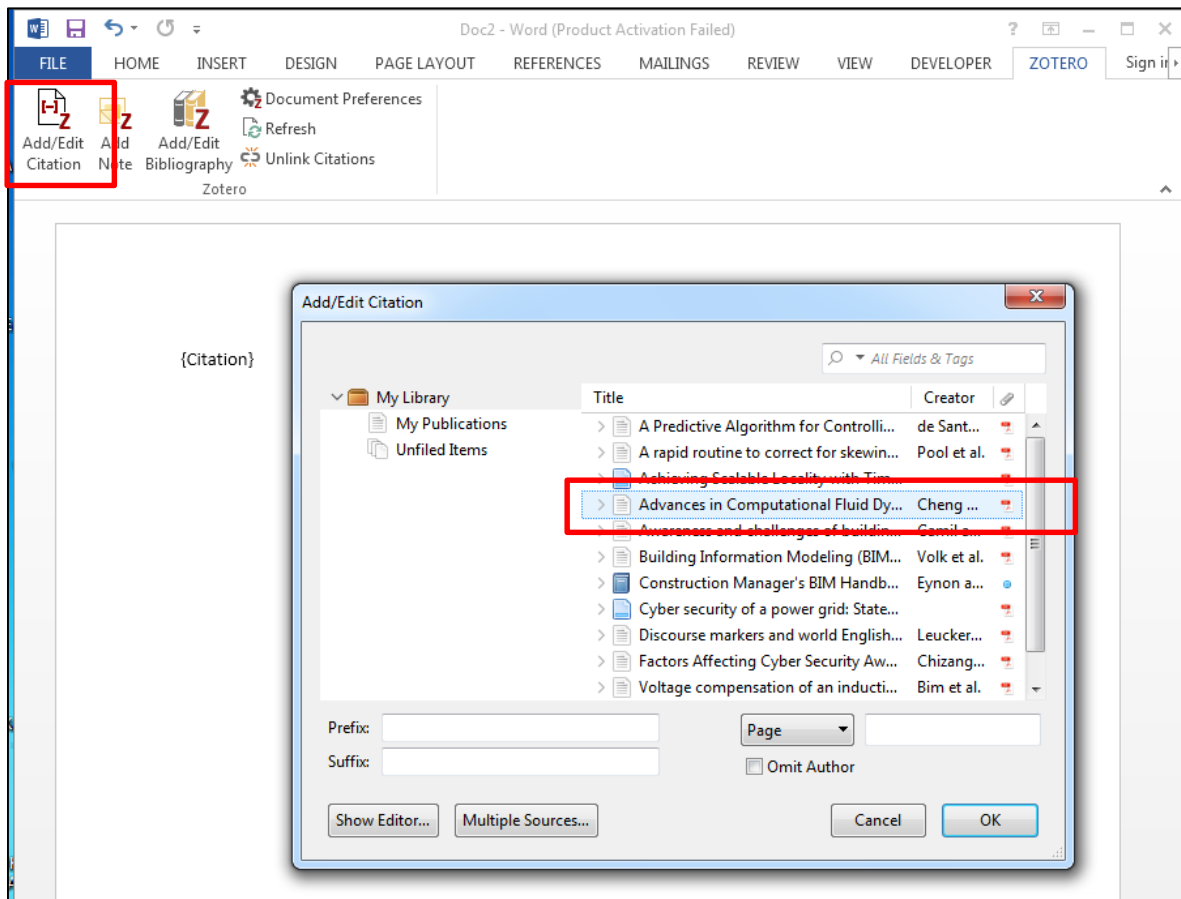 Doc2 - Word (Product Activation Failed)
FILE HOME INSERT DESIGN PAGE LAYOUT REFERENCES MAILINGS REVIEW VIEW DEVELOPER ZOTERO Sign in
Add/Edit Citation
Add Note
Add/Edit Bibliography
Document Preferences
Refresh
Unlink Citations
Zotero
{Citation}
Add/Edit Citation
All Fields & Tags
My Library
My Publications
Unfiled Items
Title Creator
A Predictive Algorithm for Controlli... de Sant...
A rapid routine to correct for skewin... Pool et al.
Achieving Scalable Locality with Tim...
Advances in Computational Fluid Dy... Cheng ...
Awareness and challenges of buildin... Gamil a...
Building Information Modeling (BIM... Volk et al.
Construction Manager's BIM Handb... Eynon a...
Cyber security of a power grid: State...
Discourse markers and world English... Leucker...
Factors Affecting Cyber Security Aw... Chizang...
Voltage compensation of an inducti... Bim et al.
Prefix:
Page
Suffix:
Omit Author
Show Editor... Multiple Sources... Cancel OK